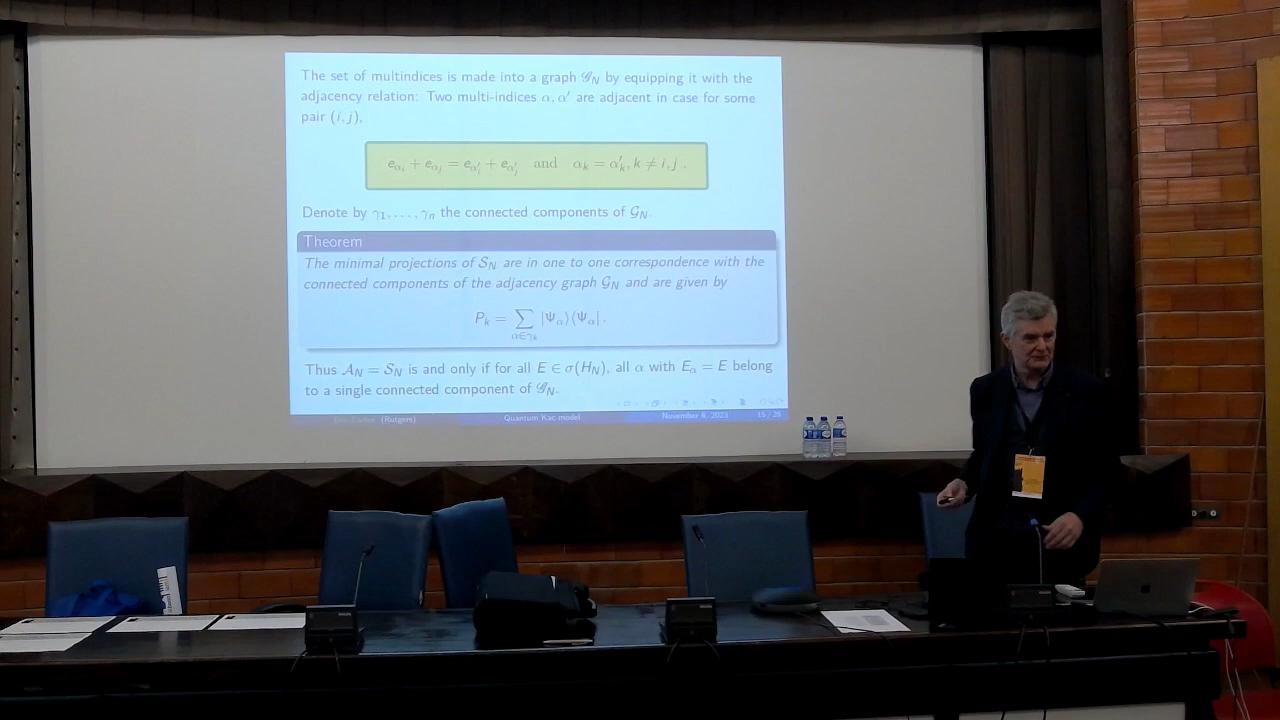 The set of multindices is made into a graph 𝒢_N by equipping it with the
adjacency relation: Two multi-indices α, α′ are adjacent in case for some
pair (i, j),
e_{α_i} + e_{α_j} = e_{α′_i} + e_{α′_j} and α_k = α′_k, k ≠ i, j .
Denote by γ_1, . . . , γ_n the connected components of 𝒢_N.
Theorem
The minimal projections of 𝒮_N are in one to one correspondence with the
connected components of the adjacency graph 𝒢_N and are given by
P_k = ∑_{α∈γ_k} |Ψ_α⟩⟨Ψ_α| .
Thus 𝒜_N = 𝒮_N is and only if for all E ∈ σ(H_N), all α with E_α = E belong
to a single connected component of 𝒢_N.
(Rutgers) Quantum Kac model November 6, 2023 15 / 26